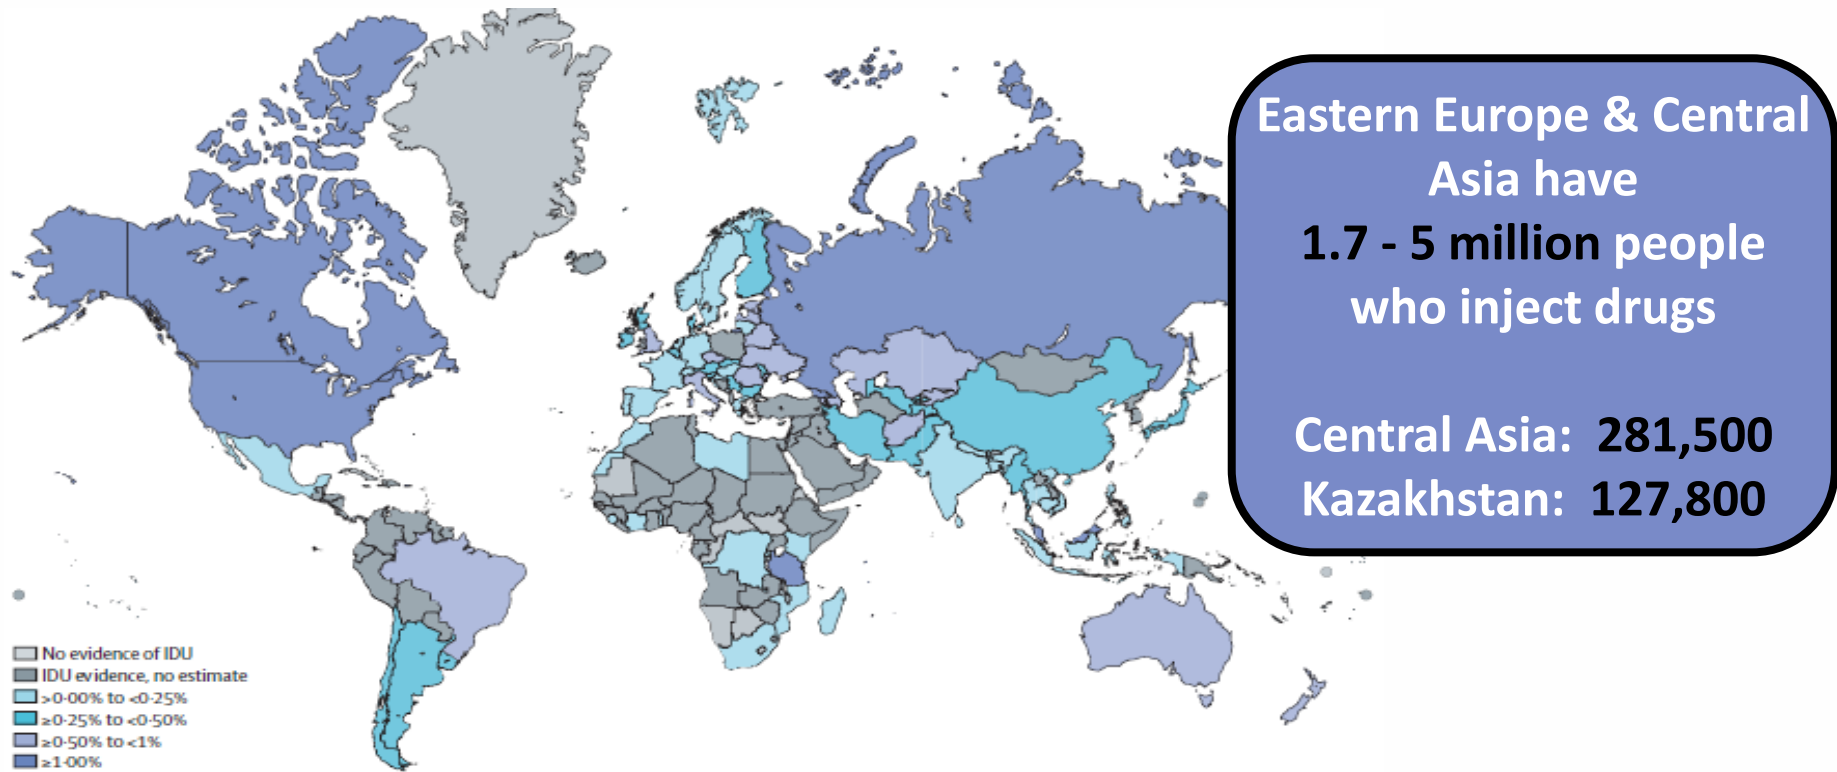 Eastern Europe & Central
Asia have
1.7 - 5 million people
who inject drugs
Central Asia: 281,500
Kazakhstan: 127,800
No evidence of IDU
IDU evidence, no estimate
>0·00% to <0·25%
≥0·25% to <0·50%
≥0·50% to <1%
≥1·00%